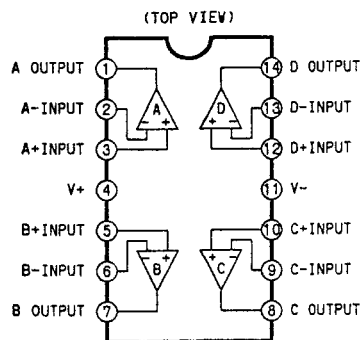 (TOP VIEW)
A OUTPUT 1 14 D OUTPUT
A-INPUT 2 13 D-INPUT
A D
- + - +
A+INPUT 3 12 D+INPUT
V+ 4 11 V-
B+INPUT 5 10 C+INPUT
- + + -
B-INPUT 6 B C 9 C-INPUT
B OUTPUT 7 8 C OUTPUT